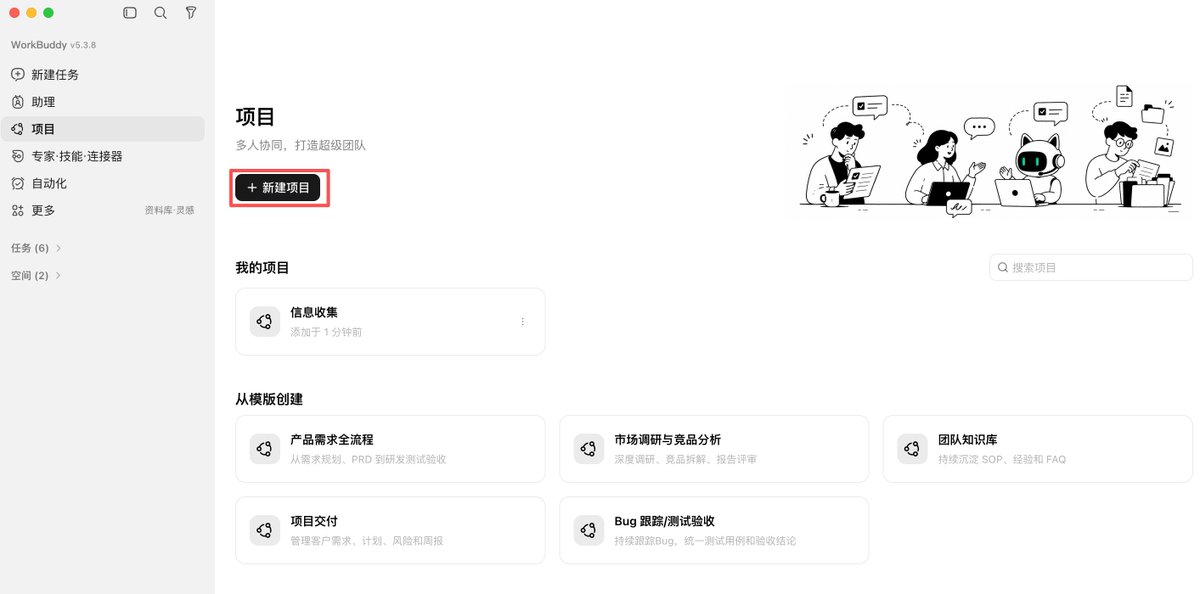 WorkBuddy v5.3.8
新建任务
助理
项目
专家·技能·连接器
自动化
更多 资料库·灵感
任务 (6)
空间 (2)
项目
多人协同，打造超级团队
+ 新建项目
我的项目
搜索项目
信息收集
添加于 1 分钟前
从模版创建
产品需求全流程
从需求规划、PRD 到研发测试验收
市场调研与竞品分析
深度调研、竞品拆解、报告评审
团队知识库
持续沉淀 SOP、经验和 FAQ
项目交付
管理客户需求、计划、风险和周报
Bug 跟踪/测试验收
持续跟踪Bug，统一测试用例和验收结论